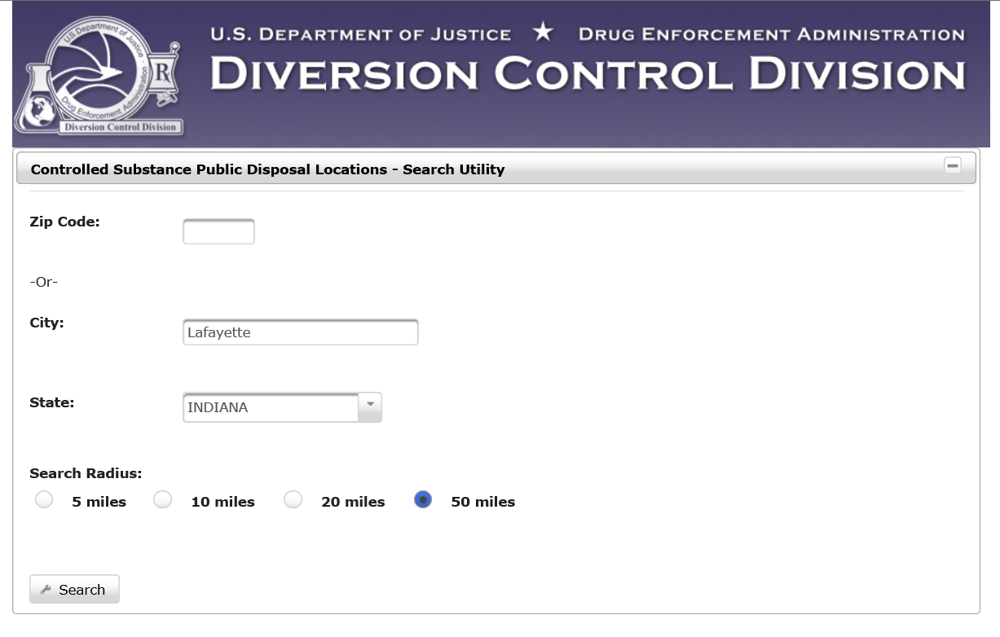 U.S. Department of Justice - Drug Enforcement Administration
R
Diversion Control Division
U.S. DEPARTMENT OF JUSTICE ★ DRUG ENFORCEMENT ADMINISTRATION
DIVERSION CONTROL DIVISION
Controlled Substance Public Disposal Locations - Search Utility
Zip Code:
-Or-
City:
Lafayette
State:
INDIANA
Search Radius:
5 miles 10 miles 20 miles 50 miles
Search